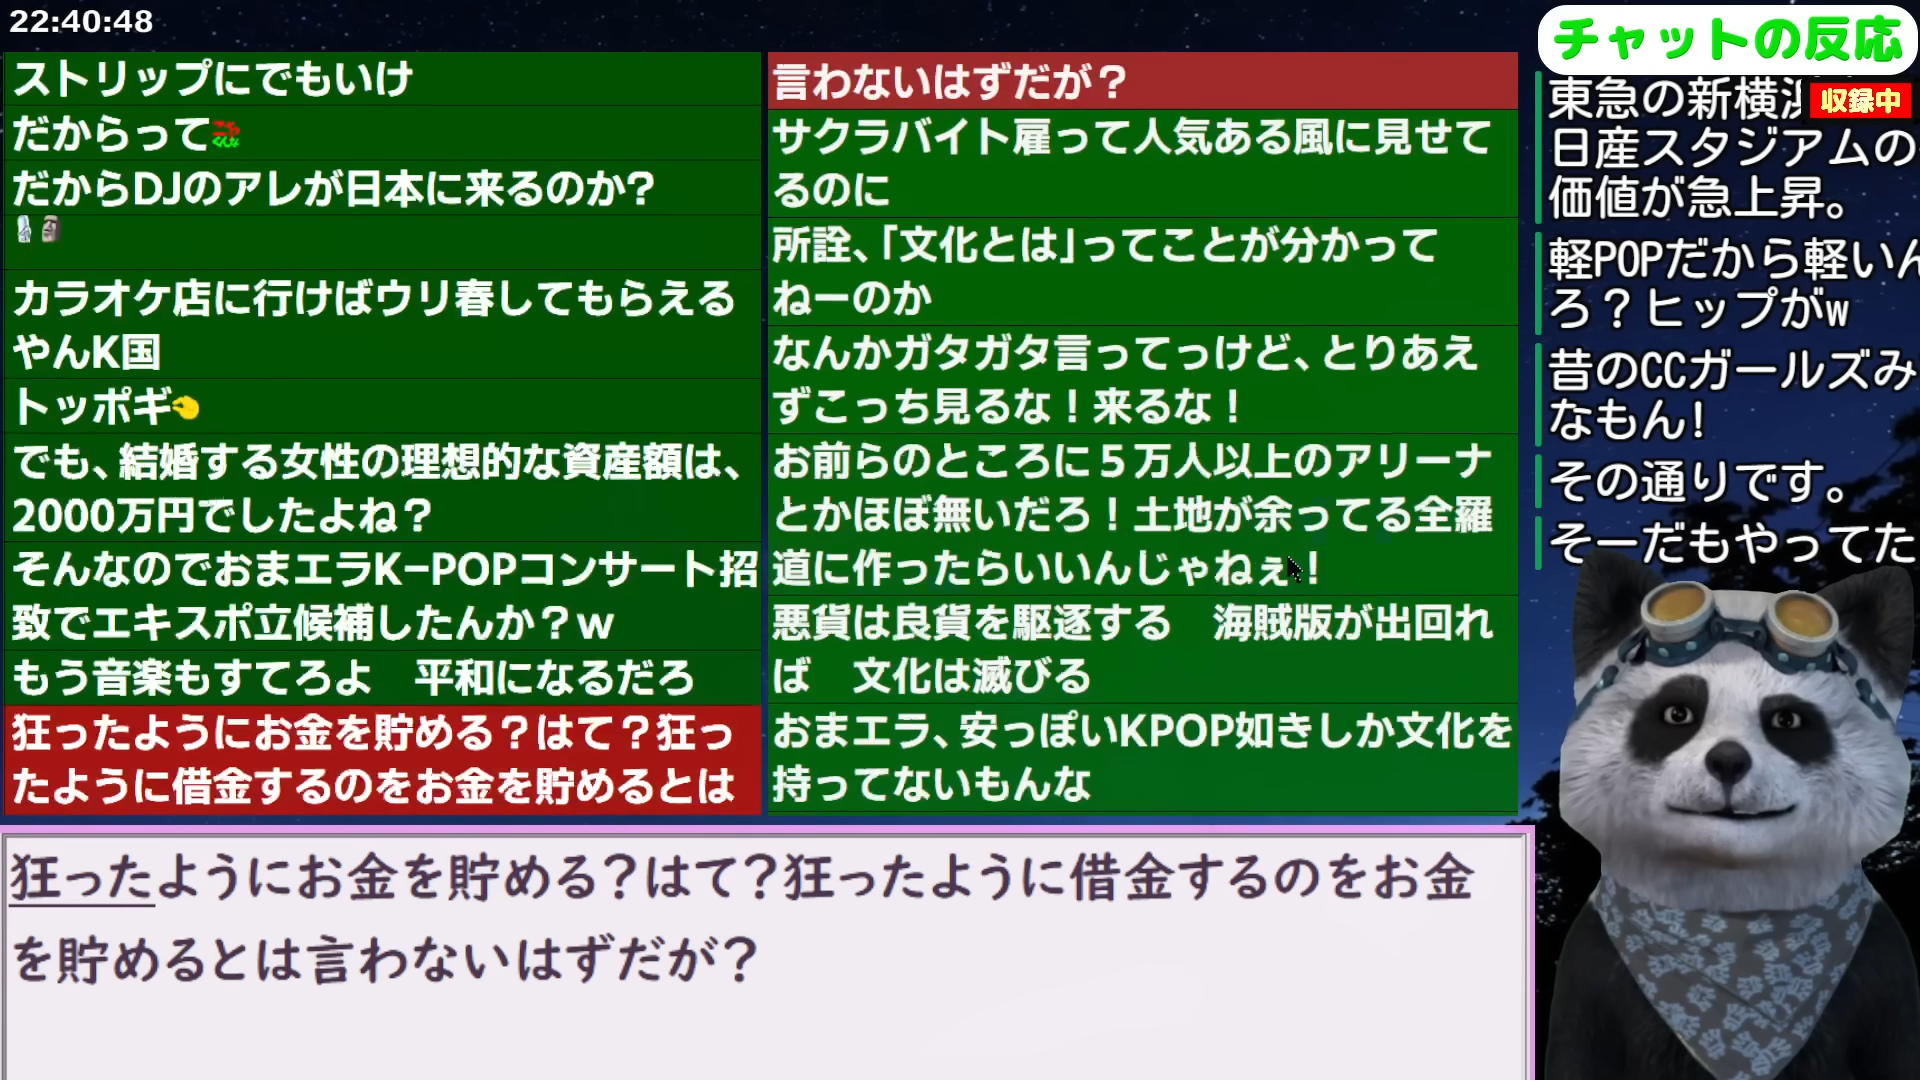 22:40:48
ストリップにでもいけ
だからって
だからDJのアレが日本に来るのか?
カラオケ店に行けばウリ春してもらえる
やんK国
トッポギ
でも、結婚する女性の理想的な資産額は、
2000万円でしたよね？
そんなのでおまエラK-POPコンサート招
致でエキスポ立候補したんか？w
もう音楽もすてろよ　平和になるだろ
狂ったようにお金を貯める？はて？狂っ
たように借金するのをお金を貯めるとは
言わないはずだが？
サクラバイト雇って人気ある風に見せて
るのに
所詮、「文化とは」ってことが分かって
ねーのか
なんかガタガタ言ってっけど、とりあえ
ずこっち見るな！来るな！
お前らのところに５万人以上のアリーナ
とかほぼ無いだろ！土地が余ってる全羅
道に作ったらいいんじゃねぇ！
悪貨は良貨を駆逐する　海賊版が出回れ
ば　文化は滅びる
おまエラ、安っぽいKPOP如きしか文化を
持ってないもんな
チャットの反応
収録中
東急の新横
日産スタジアムの
価値が急上昇。
軽POPだから軽いん
ろ？ヒップがw
昔のCCガールズみ
なもん!
その通りです。
そーだもやってた
狂ったようにお金を貯める？はて？狂ったように借金するのをお金
を貯めるとは言わないはずだが？